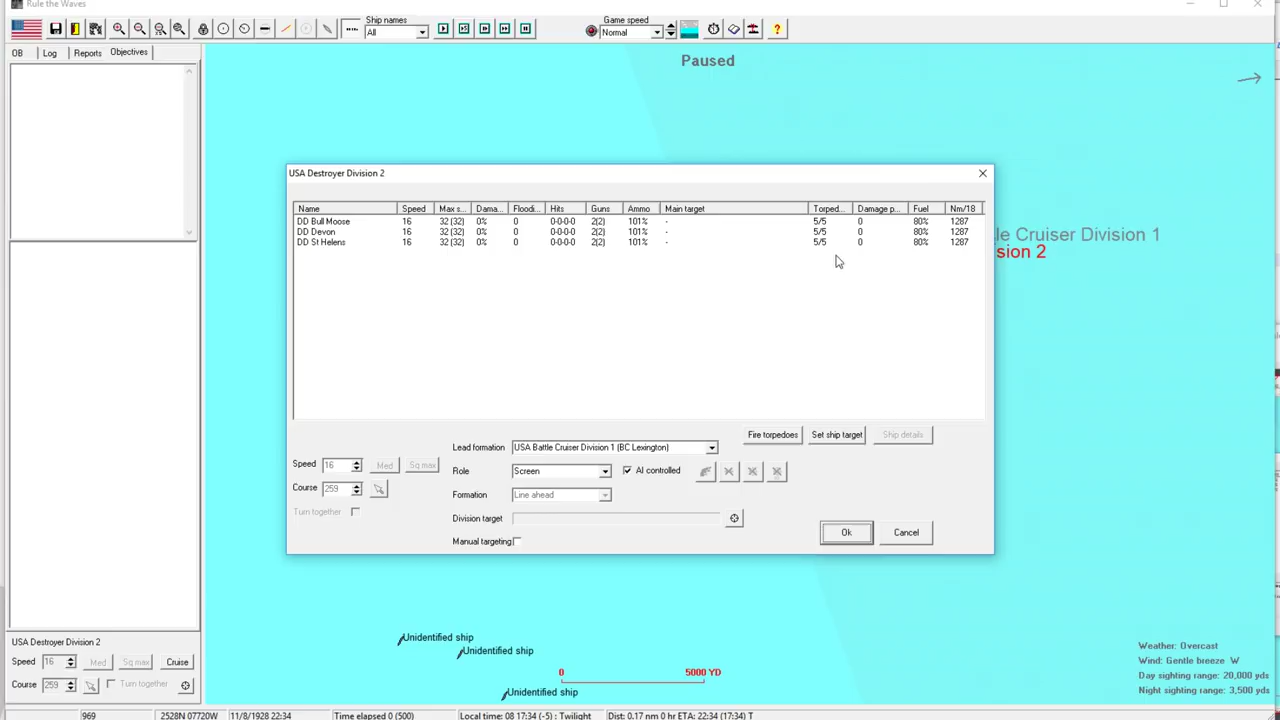 Rule the Waves
Ship names
All
Game speed
Normal
OB Log Reports Objectives
Paused
USA Destroyer Division 2
Name Speed Max s... Dama... Floodi... Hits Guns Ammo Main target Torped... Damage p... Fuel Nm/18
DD Bull Moose 16 32 (32) 0% 0 0-0-0-0 2(2) 101% - 5/5 0 80% 1287
DD Devon 16 32 (32) 0% 0 0-0-0-0 2(2) 101% - 5/5 0 80% 1287
DD St Helens 16 32 (32) 0% 0 0-0-0-0 2(2) 101% - 5/5 0 80% 1287
le Cruiser Division 1
sion 2
Fire torpedoes Set ship target Ship details
Lead formation USA Battle Cruiser Division 1 (BC Lexington)
Speed 16 Med Sq max
Role Screen AI controlled
Course 259
Formation Line ahead
Turn together
Division target
Manual targeting
Ok Cancel
Unidentified ship
Unidentified ship
Unidentified ship
0 5000 YD
USA Destroyer Division 2
Speed 16 Med Sq max Cruise
Course 259 Turn together
Weather: Overcast
Wind: Gentle breeze W
Day sighting range: 20,000 yds
Night sighting range: 3,500 yds
969 2528N 07720W 11/8/1928 22:34 Time elapsed 0 (500) Local time: 08 17:34 (-5) : Twilight Dist: 0.17 nm 0 hr ETA: 22:34 (17:34) T